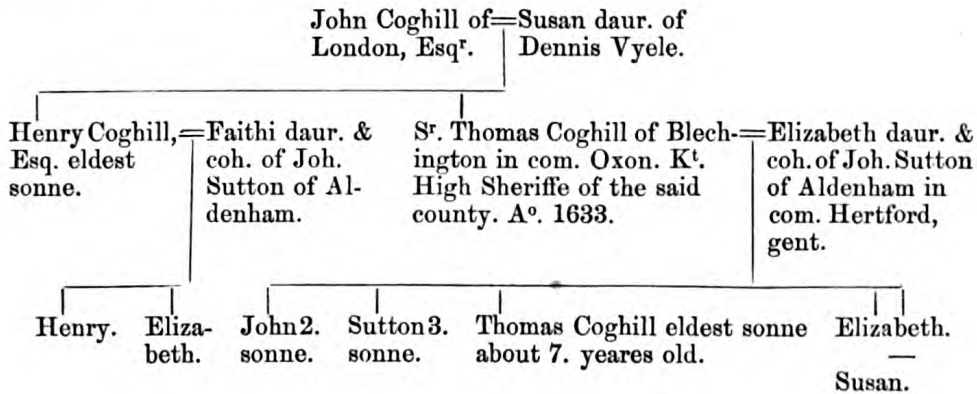 John Coghill of=Susan daur. of
London, Esqʳ. Dennis Vyele.
Henry Coghill,=Faithi daur. &
Esq. eldest coh. of Joh.
sonne. Sutton of Al-
denham.
Sʳ. Thomas Coghill of Blech-=Elizabeth daur. &
ington in com. Oxon. Kᵗ. coh. of Joh. Sutton
High Sheriffe of the said of Aldenham in
county. Aᵒ. 1633. com. Hertford,
gent.
Henry. Eliza-
beth.
John 2.
sonne.
Sutton 3.
sonne.
Thomas Coghill eldest sonne
about 7. yeares old.
Elizabeth.
—
Susan.